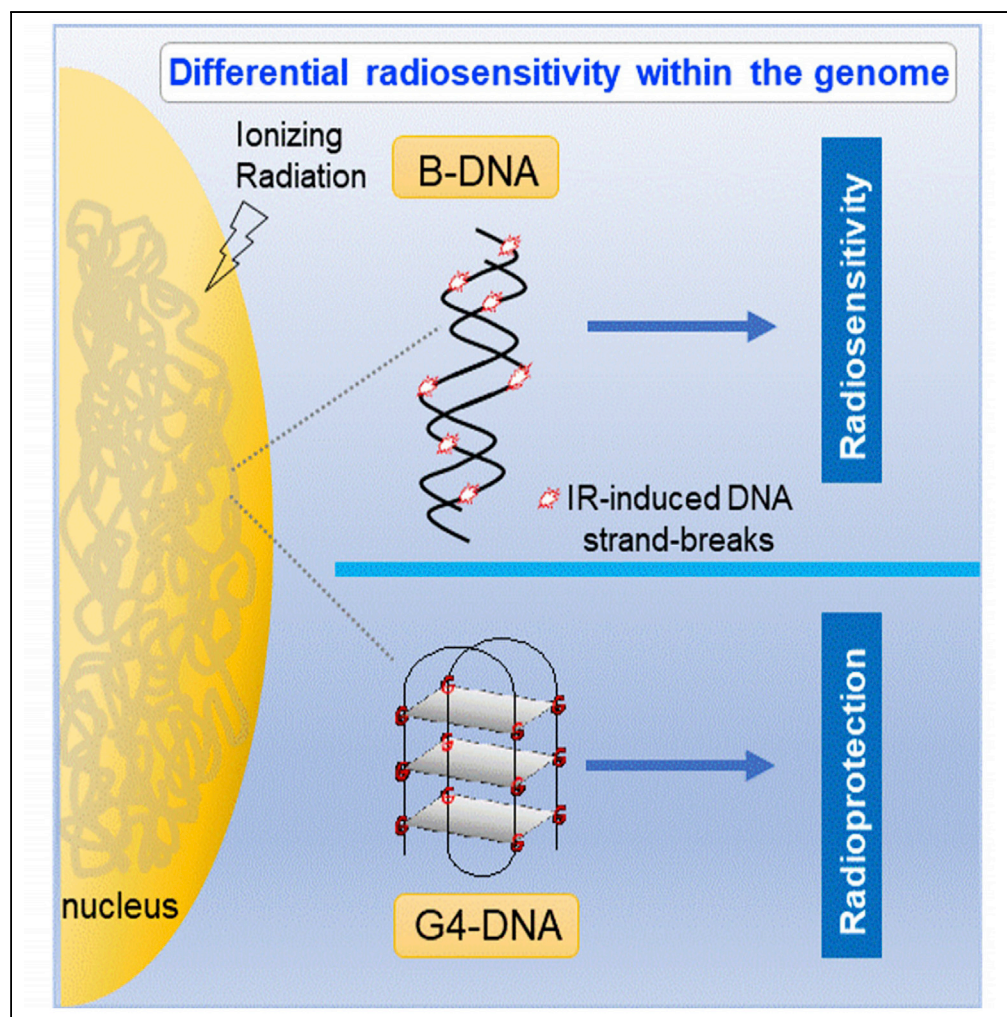 Differential radiosensitivity within the genome
Ionizing
Radiation
B-DNA
Radiosensitivity
IR-induced DNA
strand-breaks
G
G
G
G
G
G
G
G
G
G
G
G
Radioprotection
nucleus
G4-DNA